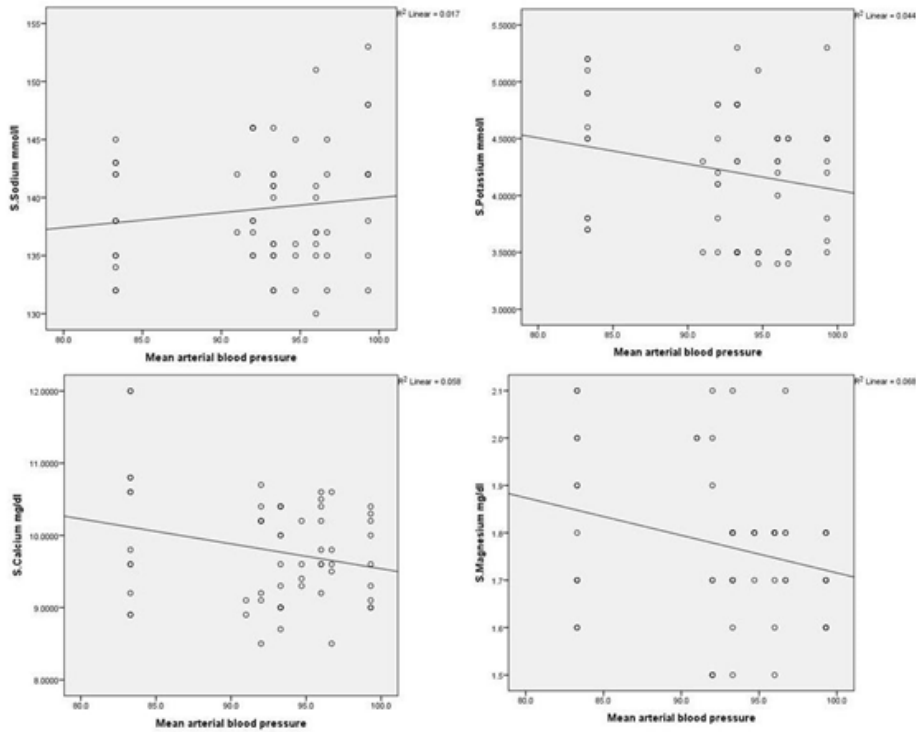 R² Linear = 0.017
155
150
145
140
135
130
S.Sodium mmol/l
80.0 85.0 90.0 95.0 100.0
Mean arterial blood pressure
R² Linear = 0.044
5.5000
5.0000
4.5000
4.0000
3.5000
3.0000
S.Potassium mmol/l
80.0 90.0 95.0 100.0
Mean arterial blood pressure
R² Linear = 0.058
12.0000
11.0000
10.0000
9.0000
8.0000
S.Calcium mg/dl
80.0 85.0 90.0 95.0 100.0
Mean arterial blood pressure
R² Linear = 0.068
2.1
2.0
1.9
1.8
1.7
1.6
1.5
S.Magnesium mg/dl
80.0 85.0 90.0 95.0 100.0
Mean arterial blood pressure